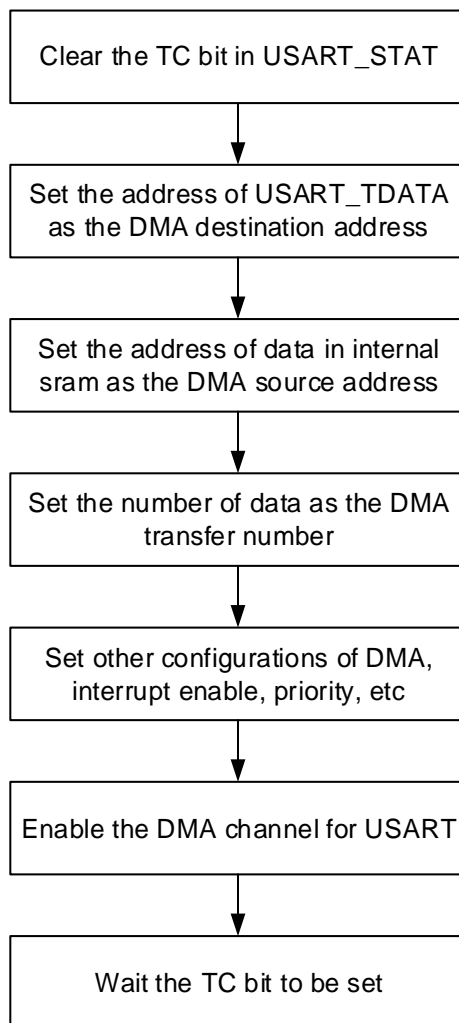 Clear the TC bit in USART_STAT
Set the address of USART_TDATA
as the DMA destination address
Set the address of data in internal
sram as the DMA source address
Set the number of data as the DMA
transfer number
Set other configurations of DMA,
interrupt enable, priority, etc
Enable the DMA channel for USART
Wait the TC bit to be set